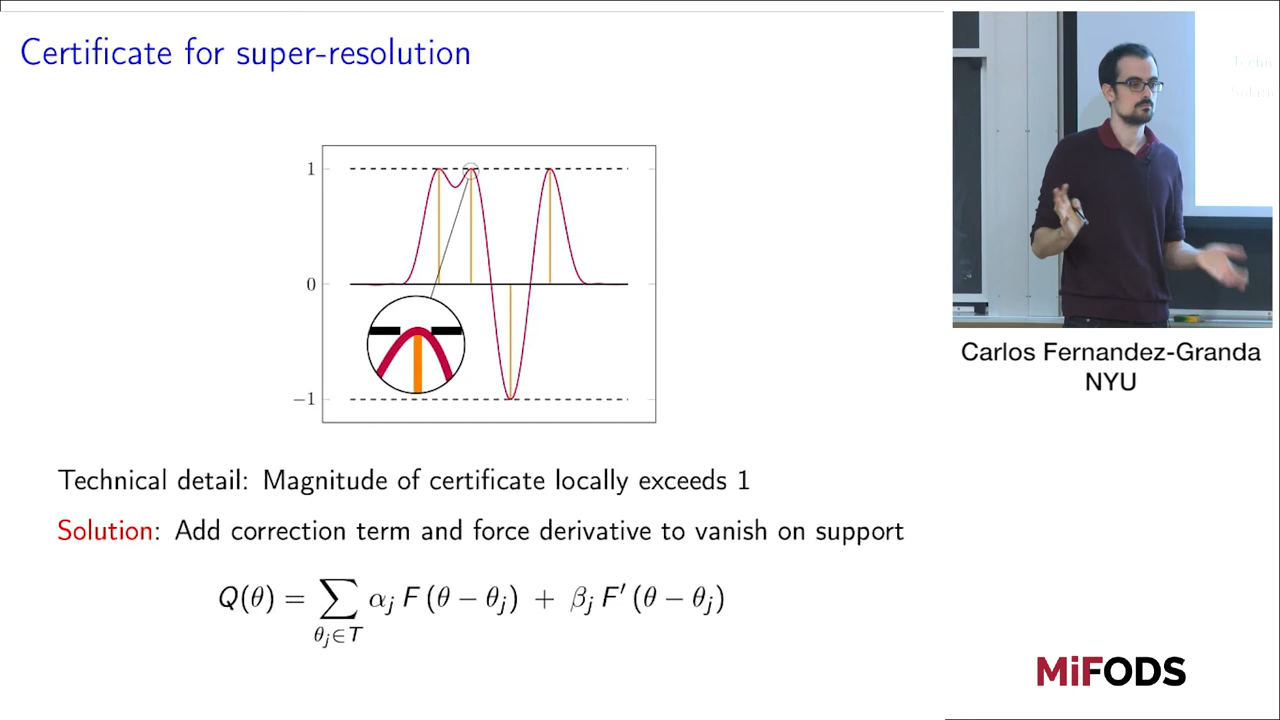 Certificate for super-resolution
1
0
−1
Technical detail: Magnitude of certificate locally exceeds 1
Solution: Add correction term and force derivative to vanish on support
Q(θ) = ∑_{θ_j∈T} α_j F (θ − θ_j) + β_j F′ (θ − θ_j)
Carlos Fernandez-Granda
NYU
MiFODS